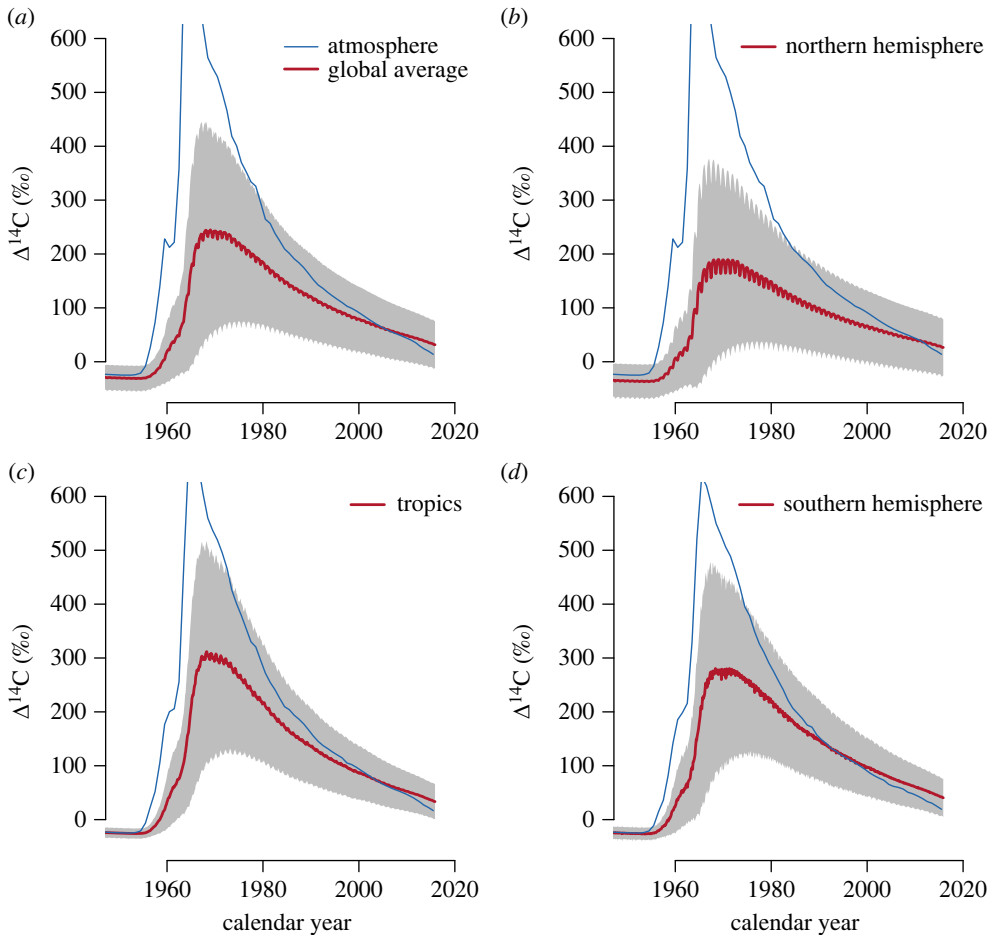 (a)
atmosphere
global average
600
500
400
300
200
100
0
Δ¹⁴C (‰)
1960 1980 2000 2020
(b)
northern hemisphere
600
500
400
300
200
100
0
Δ¹⁴C (‰)
1960 1980 2000 2020
(c)
tropics
600
500
400
300
200
100
0
Δ¹⁴C (‰)
1960 1980 2000 2020
calendar year
(d)
southern hemisphere
600
500
400
300
200
100
0
Δ¹⁴C (‰)
1960 1980 2000 2020
calendar year